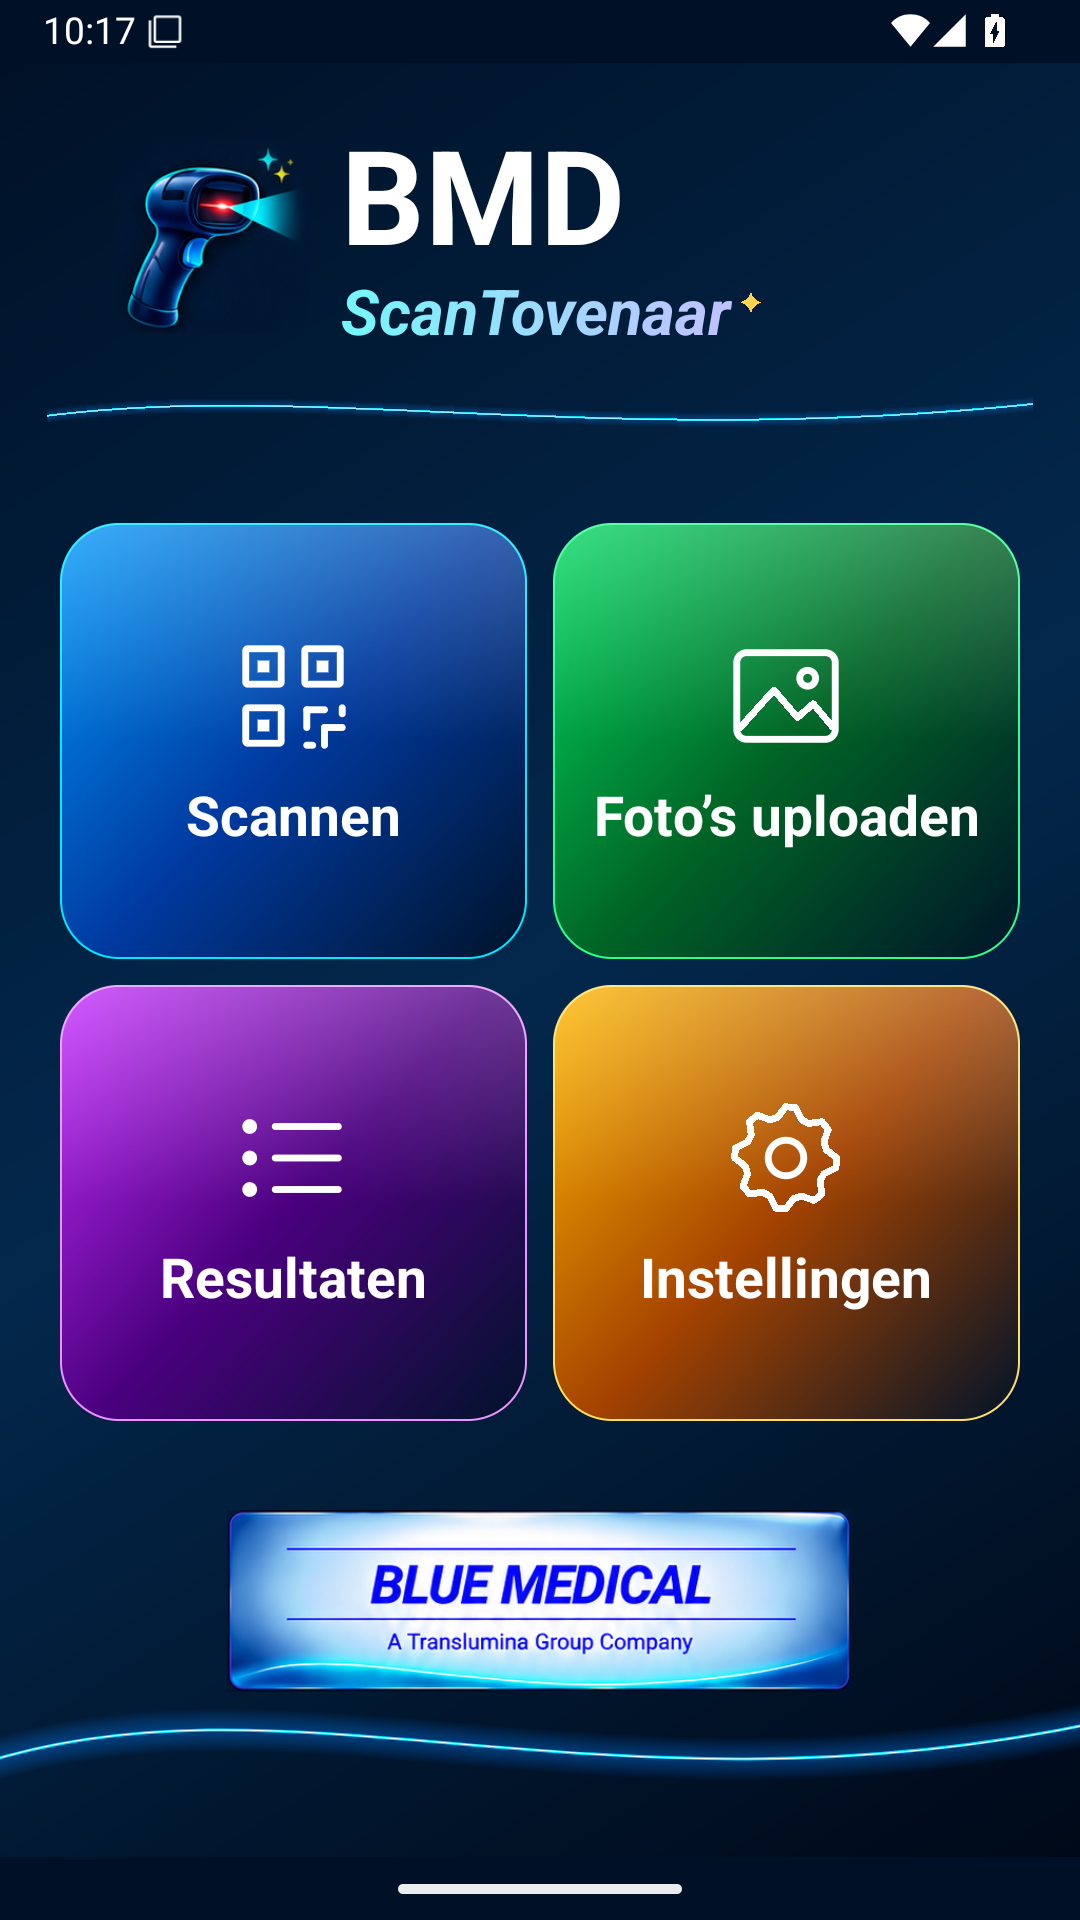 10:17
BMD
ScanTovenaar
Scannen
Foto’s uploaden
Resultaten
Instellingen
BLUE MEDICAL
A Translumina Group Company